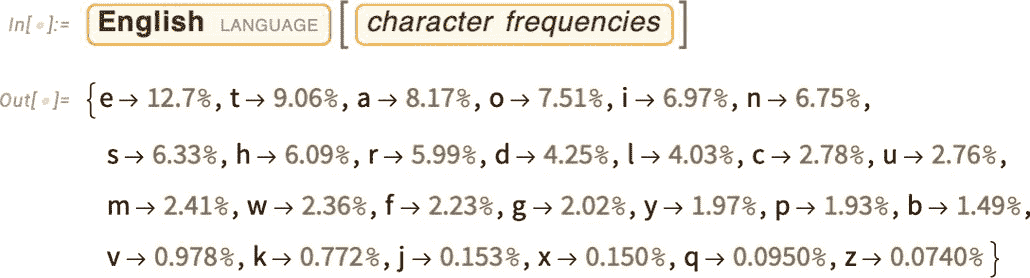 In[•]:= English LANGUAGE [character frequencies]
Out[•]= {e → 12.7%, t → 9.06%, a → 8.17%, o → 7.51%, i → 6.97%, n → 6.75%,
s → 6.33%, h → 6.09%, r → 5.99%, d → 4.25%, l → 4.03%, c → 2.78%, u → 2.76%,
m → 2.41%, w → 2.36%, f → 2.23%, g → 2.02%, y → 1.97%, p → 1.93%, b → 1.49%,
v → 0.978%, k → 0.772%, j → 0.153%, x → 0.150%, q → 0.0950%, z → 0.0740%}